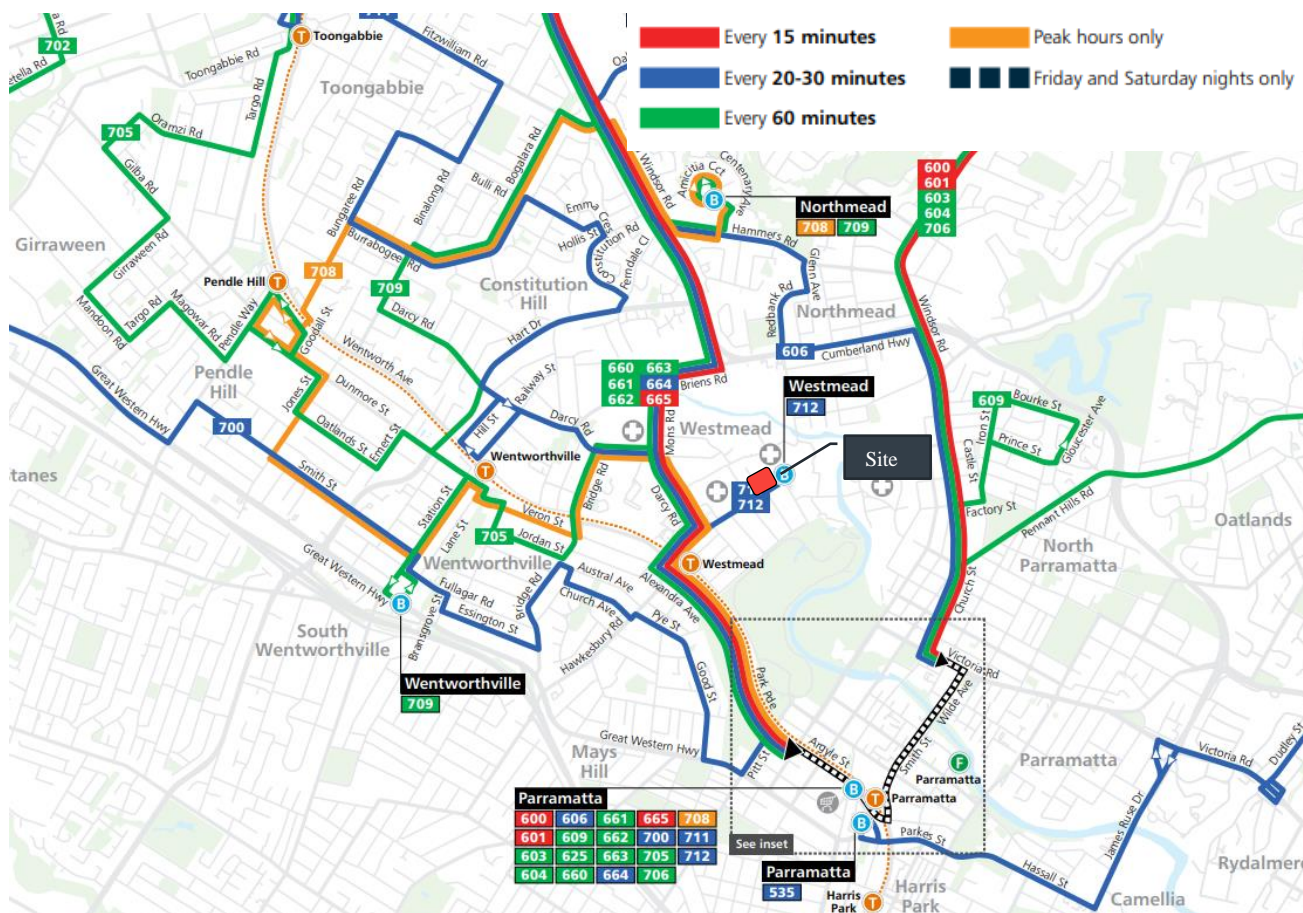 Every 15 minutes
Peak hours only
Every 20-30 minutes
Friday and Saturday nights only
Every 60 minutes
702
Toongabbie
Toongabbie Rd
Targo Rd
Fitzwilliam Rd
Toongabbie
705
Oramzi Rd
Gilba Rd
Bogalara Rd
Binalong Rd
Bulli Rd
Bungaree Rd
Burrabogee Rd
Windsor Rd
Amicitia Cct
Centenary Ave
Northmead
708 709
Hammers Rd
600
601
603
604
706
Girraween
Girraween Rd
Pendle Hill
708
709
Darcy Rd
Emma Cres
Hollis St
Constitution Rd
Ferndale Cl
Constitution
Hill
Glenn Ave
Redbank Rd
Northmead
Windsor Rd
Mandoon Rd
Targo Rd
Magowar Rd
Pendle Way
Goodall St
Wentworth Ave
Hart Dr
606
Cumberland Hwy
Great Western Hwy
Pendle
Hill
Jones St
Dunmore St
Railway St
660 663
661 664
662 665
Briens Rd
Westmead
712
609
Bourke St
Iron St
Prince St
Gloucester Ave
Castle St
700
Oatlands St
Emert St
Hill St
Darcy Rd
Mons Rd
Westmead
Site
Wentworthville
Bridge Rd
712
Smith St
Station St
Lane St
Veron St
705
Jordan St
Darcy Rd
Factory St
Pennant Hills Rd
Oatlands
North
Parramatta
Wentworthville
Westmead
Church St
Great Western Hwy
Fullagar Rd
Essington St
Bridge Rd
Austral Ave
Church Ave
Hawkesbury Rd
Pye St
Alexandra Ave
South
Wentworthville
Bransgrove St
Wentworthville
709
Good St
Park Pde
Victoria Rd
Wilde Ave
Great Western Hwy
Mays
Hill
Pitt St
Argyle St
Smith St
F
Parramatta
Parramatta
Victoria Rd
Dudley St
Parramatta
600 606 661 665 708
601 609 662 700 711
603 625 663 705 712
604 660 664 706
Parramatta
See inset
Parkes St
Parramatta
535
Harris
Park
Harris
Park
Hassall St
James Ruse Dr
Camellia